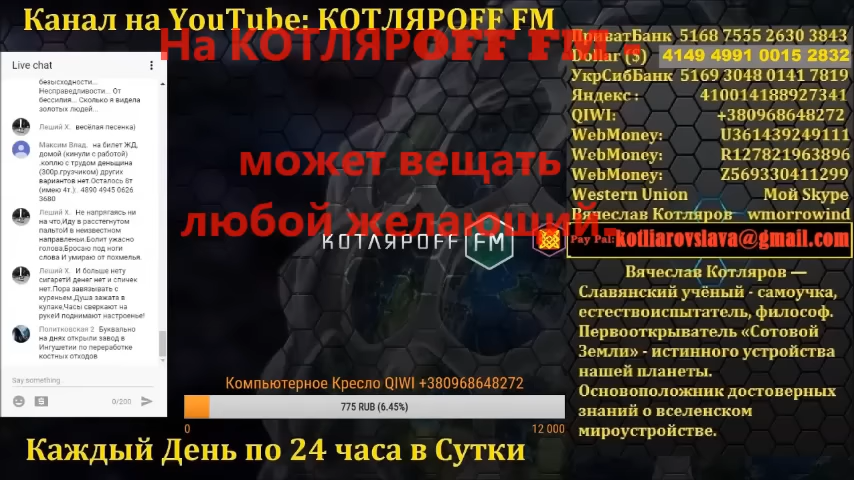 Канал на YouTube: КОТЛЯРOFF FM
На КОТЛЯРOFF FM.
может вещать
любой желающий.
Live chat
безысходности...
Несправедливости... От
бессилия... Сколько я видела
золотых людей...
Леший Х. весёлая песенка)
Максим Влад. на билет ЖД,
домой (кинули с работой)
.коплю с трудом деньщина
(300р.грузчиком) других
вариантов нет.Осталось 6т
(имею 4т.). 4890 4945 0626
3680
Леший Х. Не напрягаясь ни
на что,Иду в расстегнутом
пальтоЙ в неизвестном
направленьи.Болит ужасно
голова,Бросаю под ноги
слова И умираю от похмелья.
Леший Х. И больше нету
сигаретИ денег нет и спичек
нет.Пора завязывать с
куреньем.Душа зажата в
кулаке,Часы сверкают на
рукеИ поднимают настроенье!
Политковская 2 Буквально
на днях открыли завод в
Ингушетии по переработке
костных отходов
Say something...
0/200
КОТЛЯРOFF FM
Компьютерное Кресло QIWI +380968648272
775 RUB (6.45%)
0 12 000
Каждый День по 24 часа в Сутки
ПриватБанк 5168 7555 2630 3843
Dollar ($) 4149 4991 0015 2832
УкрСибБанк 5169 3048 0141 7819
Яндекс : 410014188927341
QIWI: +380968648272
WebMoney: U361439249111
WebMoney: R127821963896
WebMoney: Z569330411299
Western Union Мой Skype
Вячеслав Котляров wmorrowind
Pay Pal: kotliarovslava@gmail.com
Вячеслав Котляров —
Славянский учёный - самоучка,
естествоиспытатель, философ.
Первооткрыватель «Сотовой
Земли» - истинного устройства
нашей планеты.
Основоположник достоверных
знаний о вселенском
мироустройстве.